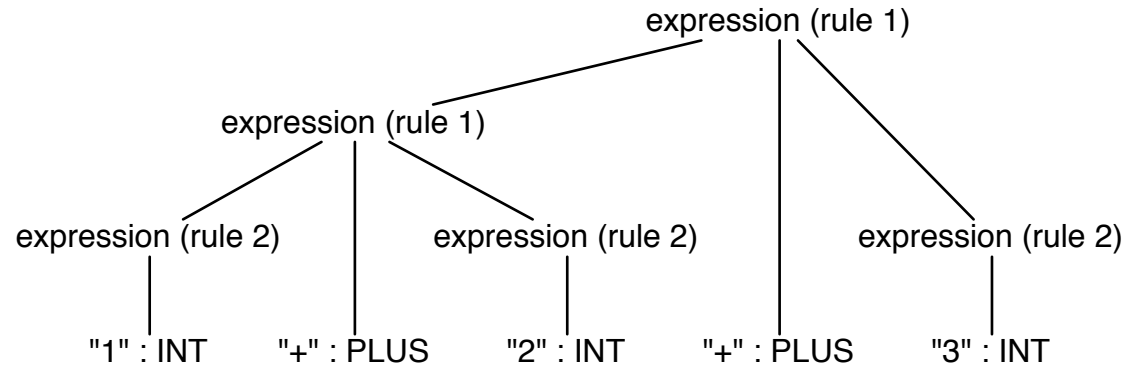 expression (rule 1)
expression (rule 1)
expression (rule 2) expression (rule 2) expression (rule 2)
"1" : INT "+" : PLUS "2" : INT "+" : PLUS "3" : INT